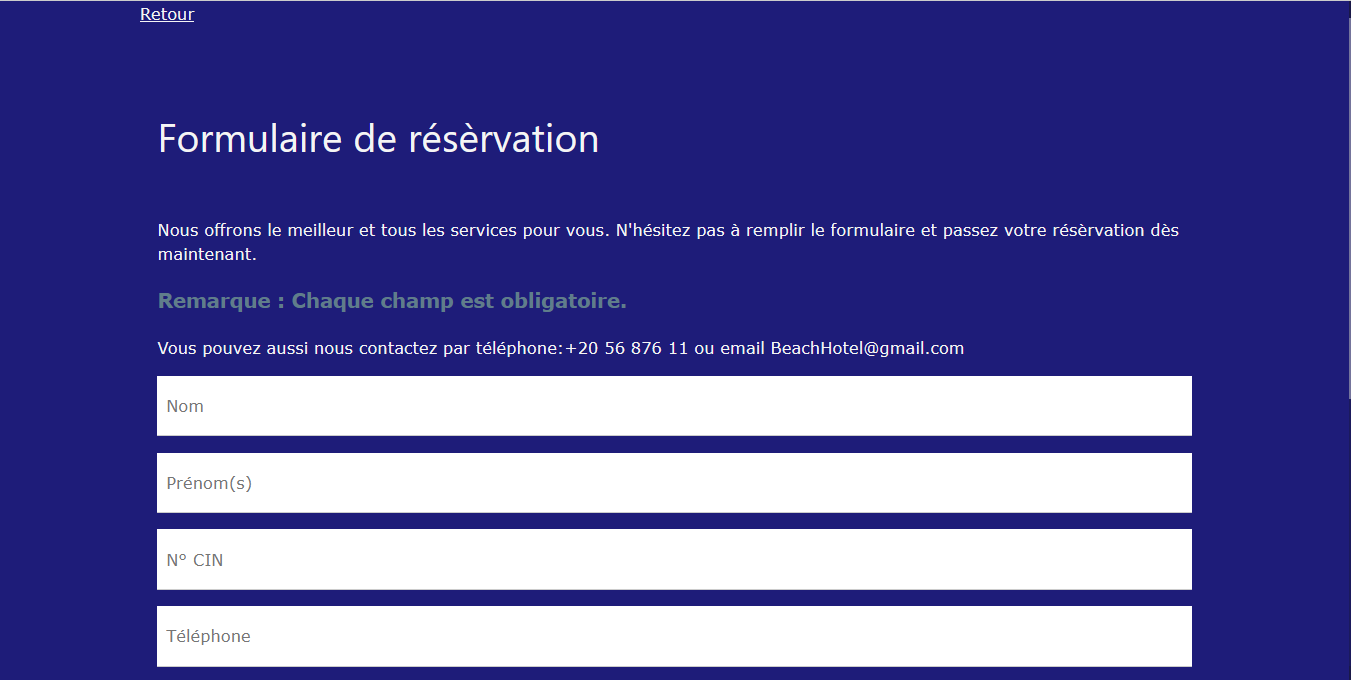 Retour
Formulaire de résèrvation
Nous offrons le meilleur et tous les services pour vous. N'hésitez pas à remplir le formulaire et passez votre résèrvation dès
maintenant.
Remarque : Chaque champ est obligatoire.
Vous pouvez aussi nous contactez par téléphone:+20 56 876 11 ou email BeachHotel@gmail.com
Nom
Prénom(s)
N° CIN
Téléphone